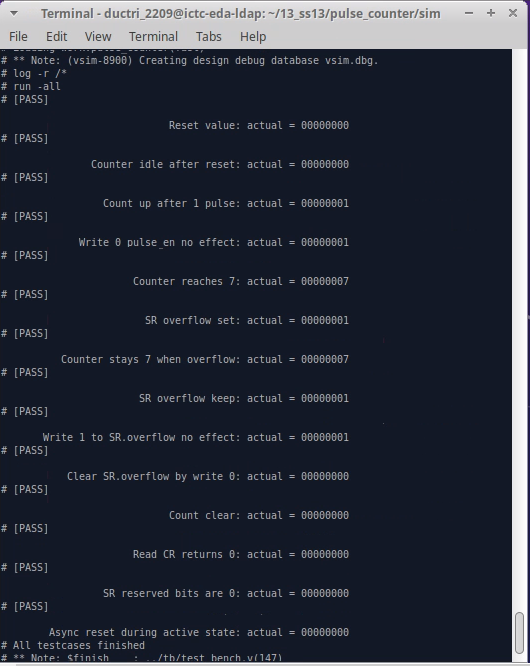 Terminal - ductri_2209@ictc-eda-ldap: ~/13_ss13/pulse_counter/sim
File Edit View Terminal Tabs Help
# ** Note: (vsim-8900) Creating design debug database vsim.dbg.
# log -r /*
# run -all
# [PASS]
Reset value: actual = 00000000
# [PASS]
Counter idle after reset: actual = 00000000
# [PASS]
Count up after 1 pulse: actual = 00000001
# [PASS]
Write 0 pulse_en no effect: actual = 00000001
# [PASS]
Counter reaches 7: actual = 00000007
# [PASS]
SR overflow set: actual = 00000001
# [PASS]
Counter stays 7 when overflow: actual = 00000007
# [PASS]
SR overflow keep: actual = 00000001
# [PASS]
Write 1 to SR.overflow no effect: actual = 00000001
# [PASS]
Clear SR.overflow by write 0: actual = 00000000
# [PASS]
Count clear: actual = 00000000
# [PASS]
Read CR returns 0: actual = 00000000
# [PASS]
SR reserved bits are 0: actual = 00000000
# [PASS]
Async reset during active state: actual = 00000000
# All testcases finished
# ** Note: $finish : ../tb/test_bench.v(147)